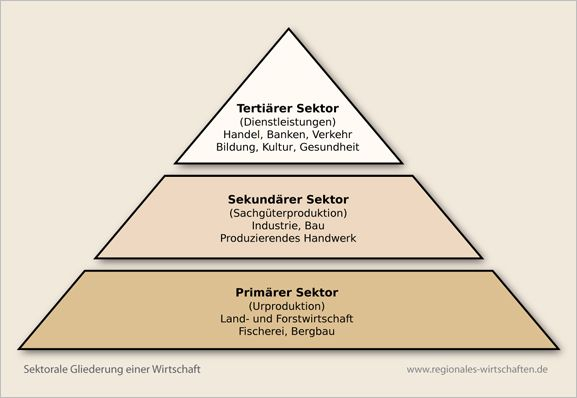 Tertiärer Sektor
(Dienstleistungen)
Handel, Banken, Verkehr
Bildung, Kultur, Gesundheit
Sekundärer Sektor
(Sachgüterproduktion)
Industrie, Bau
Produzierendes Handwerk
Primärer Sektor
(Urproduktion)
Land- und Forstwirtschaft
Fischerei, Bergbau
Sektorale Gliederung einer Wirtschaft
www.regionales-wirtschaften.de